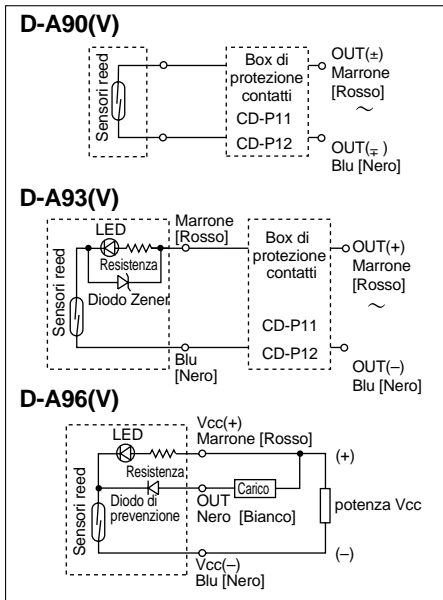 D-A90(V)
Sensori reed
Box di
protezione
contatti
CD-P11
CD-P12
OUT(±)
Marrone
[Rosso]
~
OUT(∓)
Blu [Nero]
D-A93(V)
Sensori reed
LED
Resistenza
Diodo Zener
Marrone
[Rosso]
Blu
[Nero]
Box di
protezione
contatti
CD-P11
CD-P12
OUT(+)
Marrone
[Rosso]
~
OUT(–)
Blu [Nero]
D-A96(V)
Sensori reed
LED
Resistenza
Diodo di
prevenzione
Vcc(+)
Marrone [Rosso]
OUT
Nero [Bianco]
Carico
Vcc(–)
Blu [Nero]
(+)
potenza Vcc
(–)